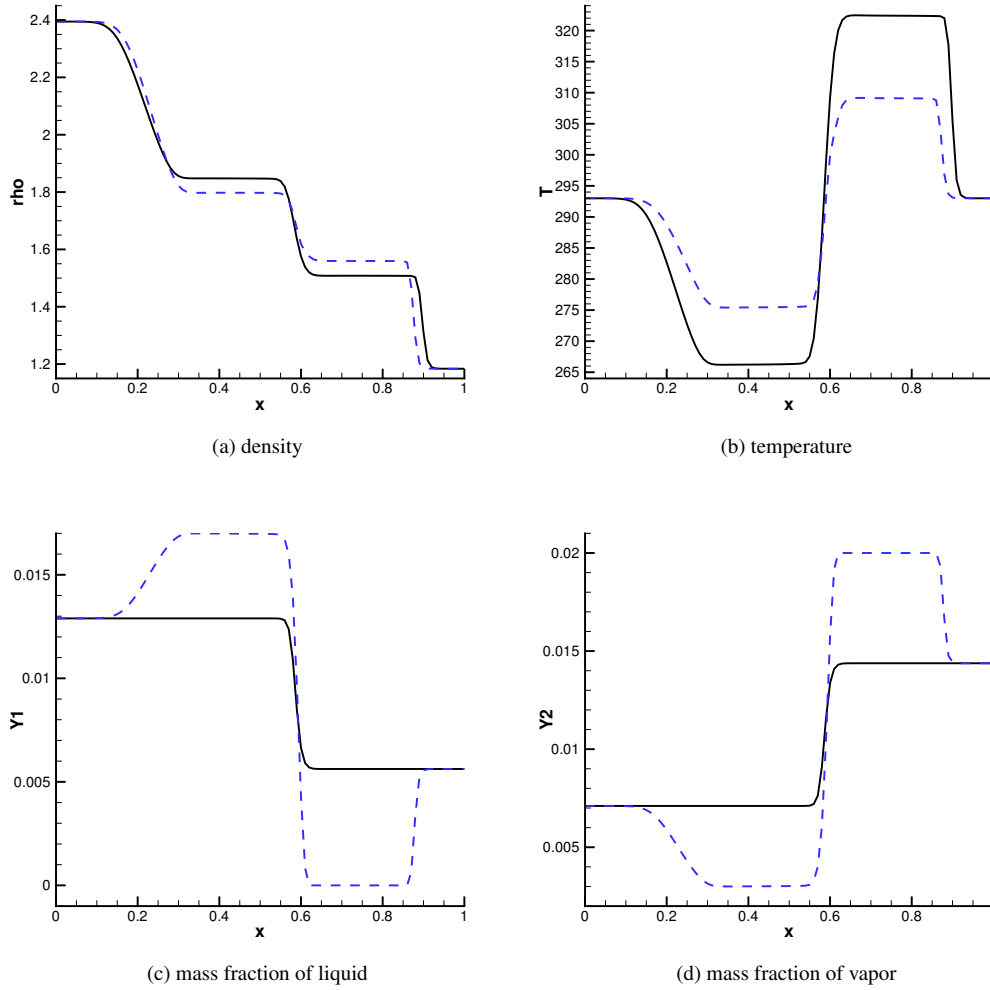 rho
2.4
2.2
2
1.8
1.6
1.4
1.2
0 0.2 0.4 0.6 0.8 1
x
(a) density
T
320
315
310
305
300
295
290
285
280
275
270
265
0 0.2 0.4 0.6 0.8
x
(b) temperature
Y1
0.015
0.01
0.005
0
0 0.2 0.4 0.6 0.8 1
x
(c) mass fraction of liquid
Y2
0.02
0.015
0.01
0.005
0 0.2 0.4 0.6 0.8
x
(d) mass fraction of vapor